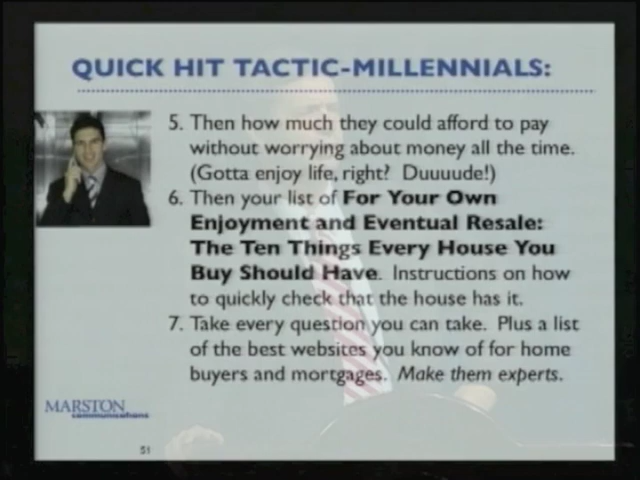 QUICK HIT TACTIC-MILLENNIALS:
5. Then how much they could afford to pay
without worrying about money all the time.
(Gotta enjoy life, right? Duuuude!)
6. Then your list of For Your Own
Enjoyment and Eventual Resale:
The Ten Things Every House You
Buy Should Have. Instructions on how
to quickly check that the house has it.
7. Take every question you can take. Plus a list
of the best websites you know of for home
buyers and mortgages. Make them experts.
MARSTON
communications
51